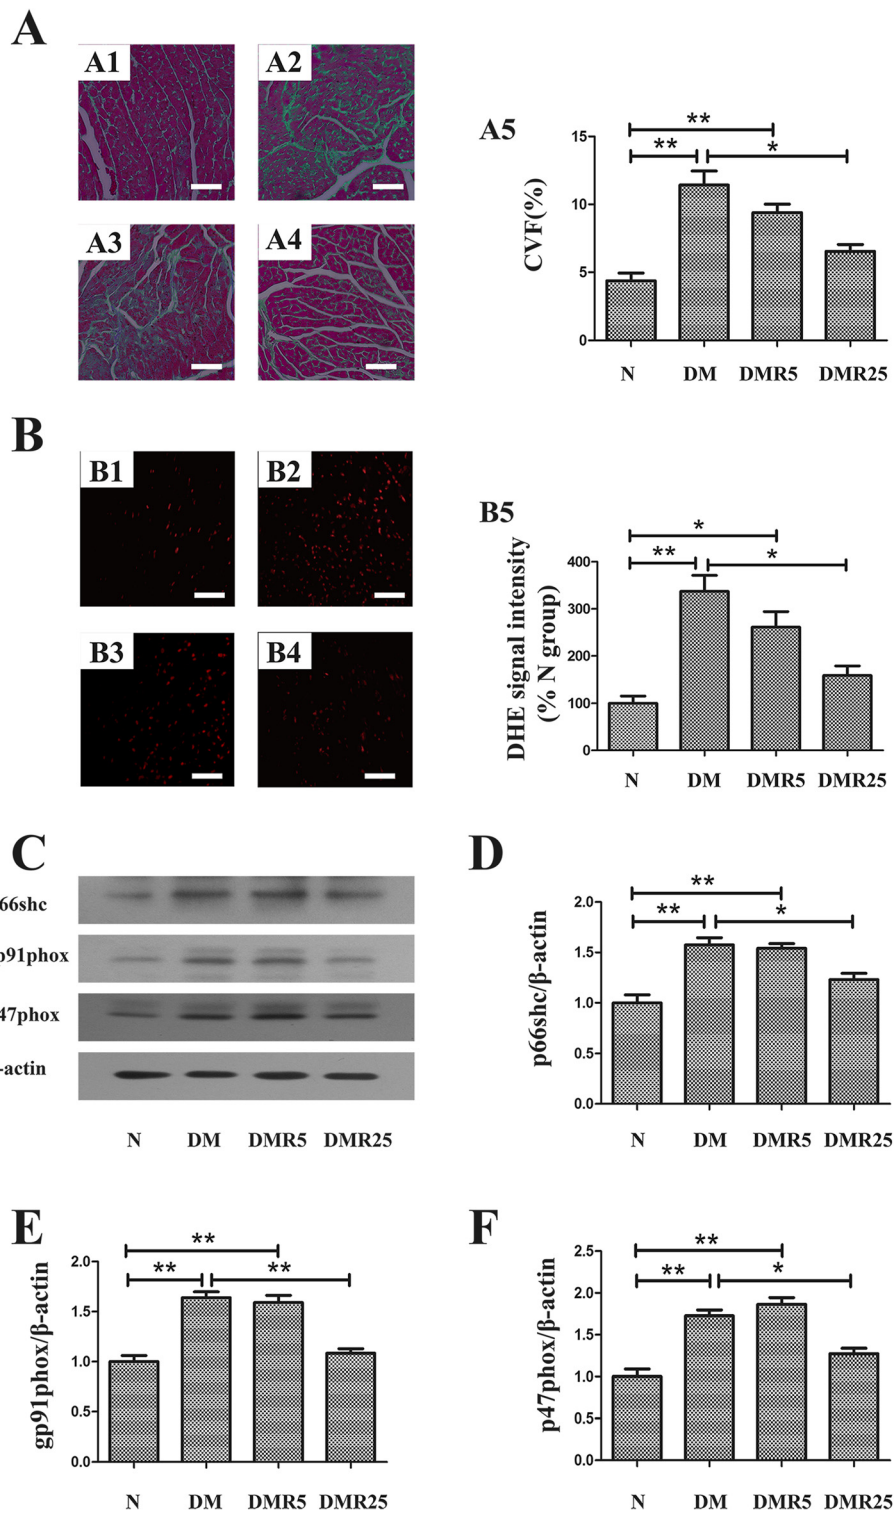 A
A1
A2
A3
A4
A5
CVF(%)
15
10
5
0
**
**
*
N DM DMR5 DMR25
B
B1
B2
B3
B4
B5
DHE signal intensity
(% N group)
400
300
200
100
0
*
**
*
N DM DMR5 DMR25
C
66shc
p91phox
47phox
-actin
N DM DMR5 DMR25
D
p66shc/β-actin
2.0
1.5
1.0
0.5
0.0
**
**
*
N DM DMR5 DMR25
E
gp91phox/β-actin
2.0
1.5
1.0
0.5
0.0
**
**
**
N DM DMR5 DMR25
F
p47phox/β-actin
2.5
2.0
1.5
1.0
0.5
0.0
**
**
*
N DM DMR5 DMR25